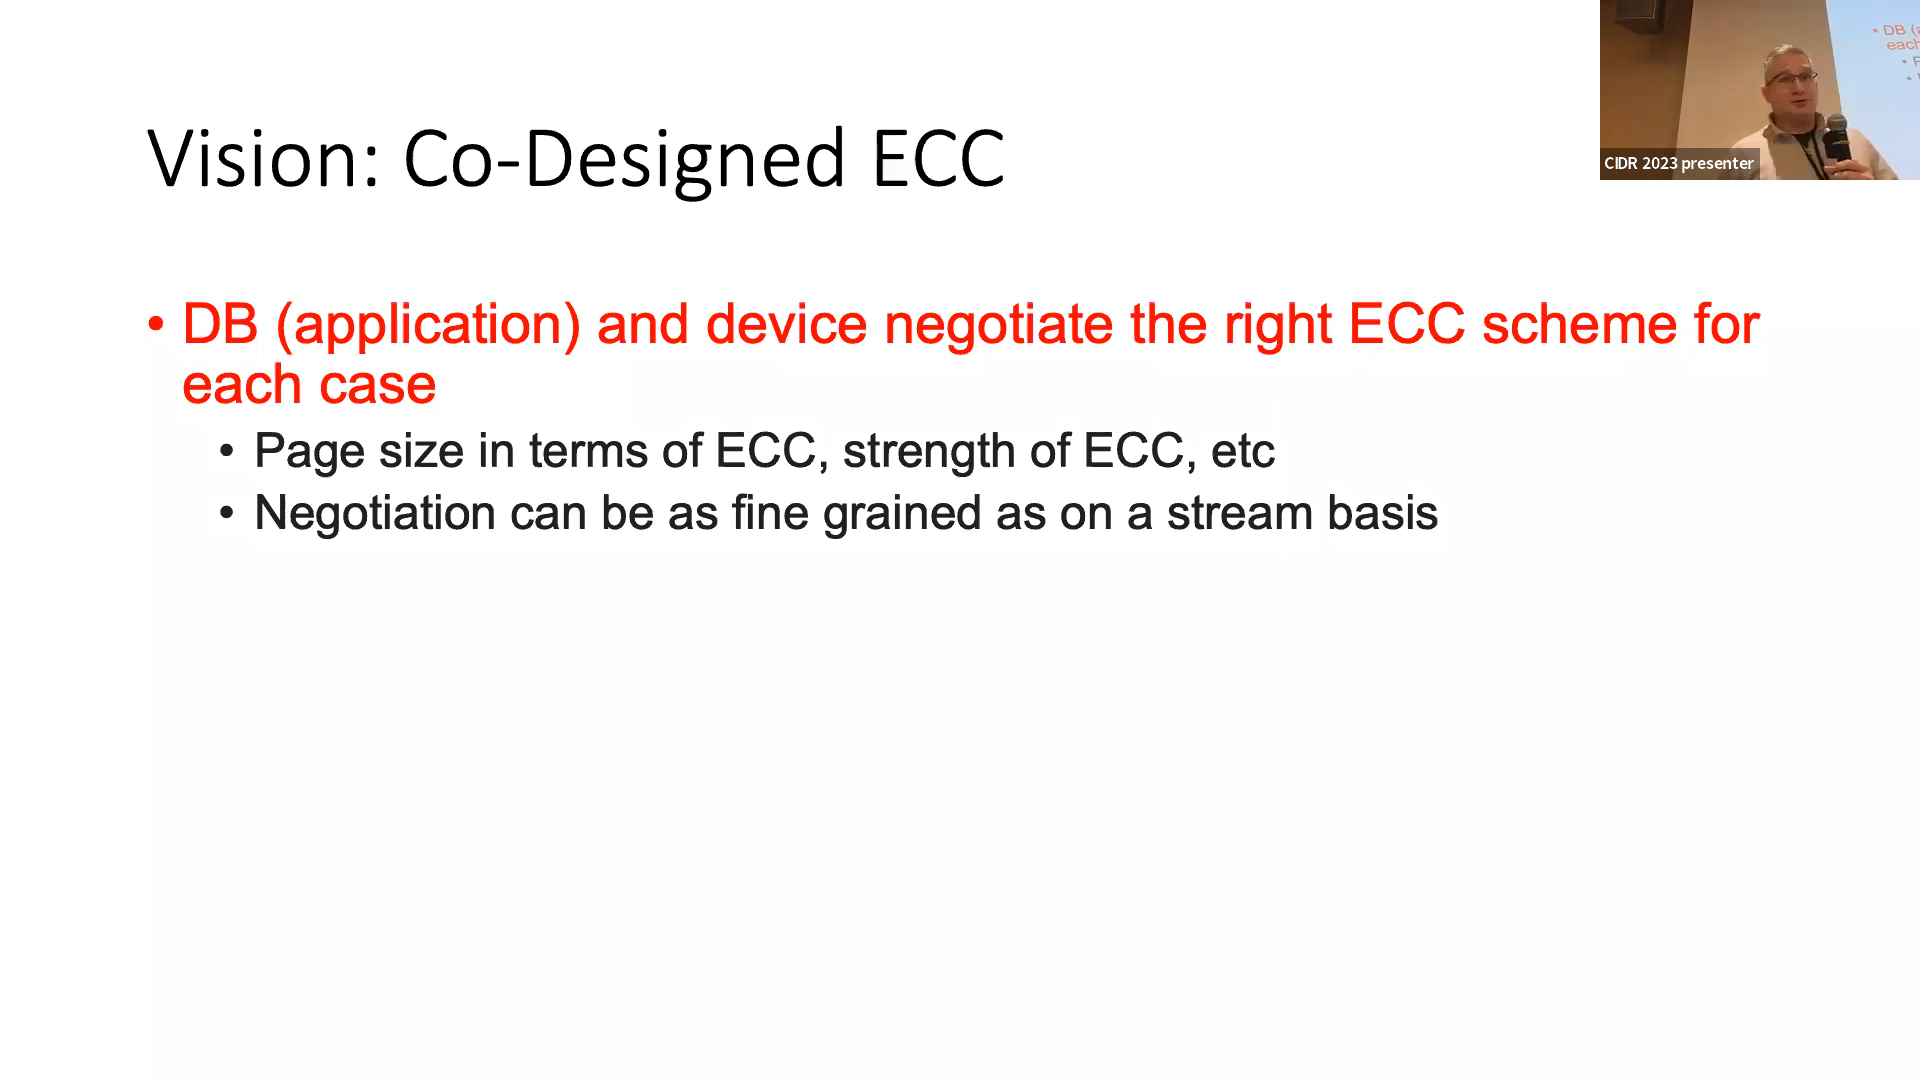 Vision: Co-Designed ECC
• DB (application) and device negotiate the right ECC scheme for
each case
• Page size in terms of ECC, strength of ECC, etc
• Negotiation can be as fine grained as on a stream basis
CIDR 2023 presenter
• DB (
each